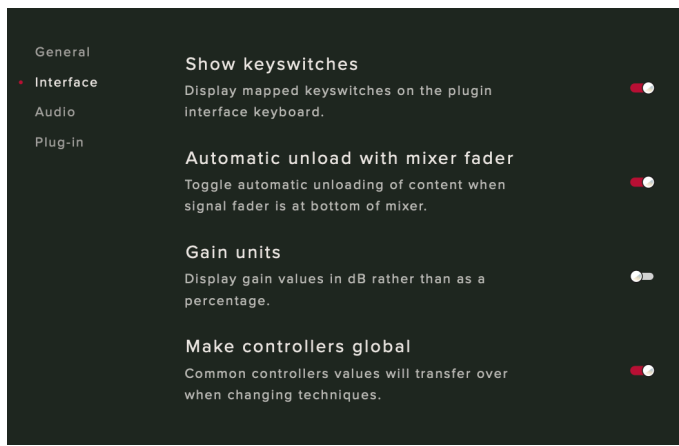 General
Interface
Audio
Plug-in
Show keyswitches
Display mapped keyswitches on the plugin
interface keyboard.
Automatic unload with mixer fader
Toggle automatic unloading of content when
signal fader is at bottom of mixer.
Gain units
Display gain values in dB rather than as a
percentage.
Make controllers global
Common controllers values will transfer over
when changing techniques.